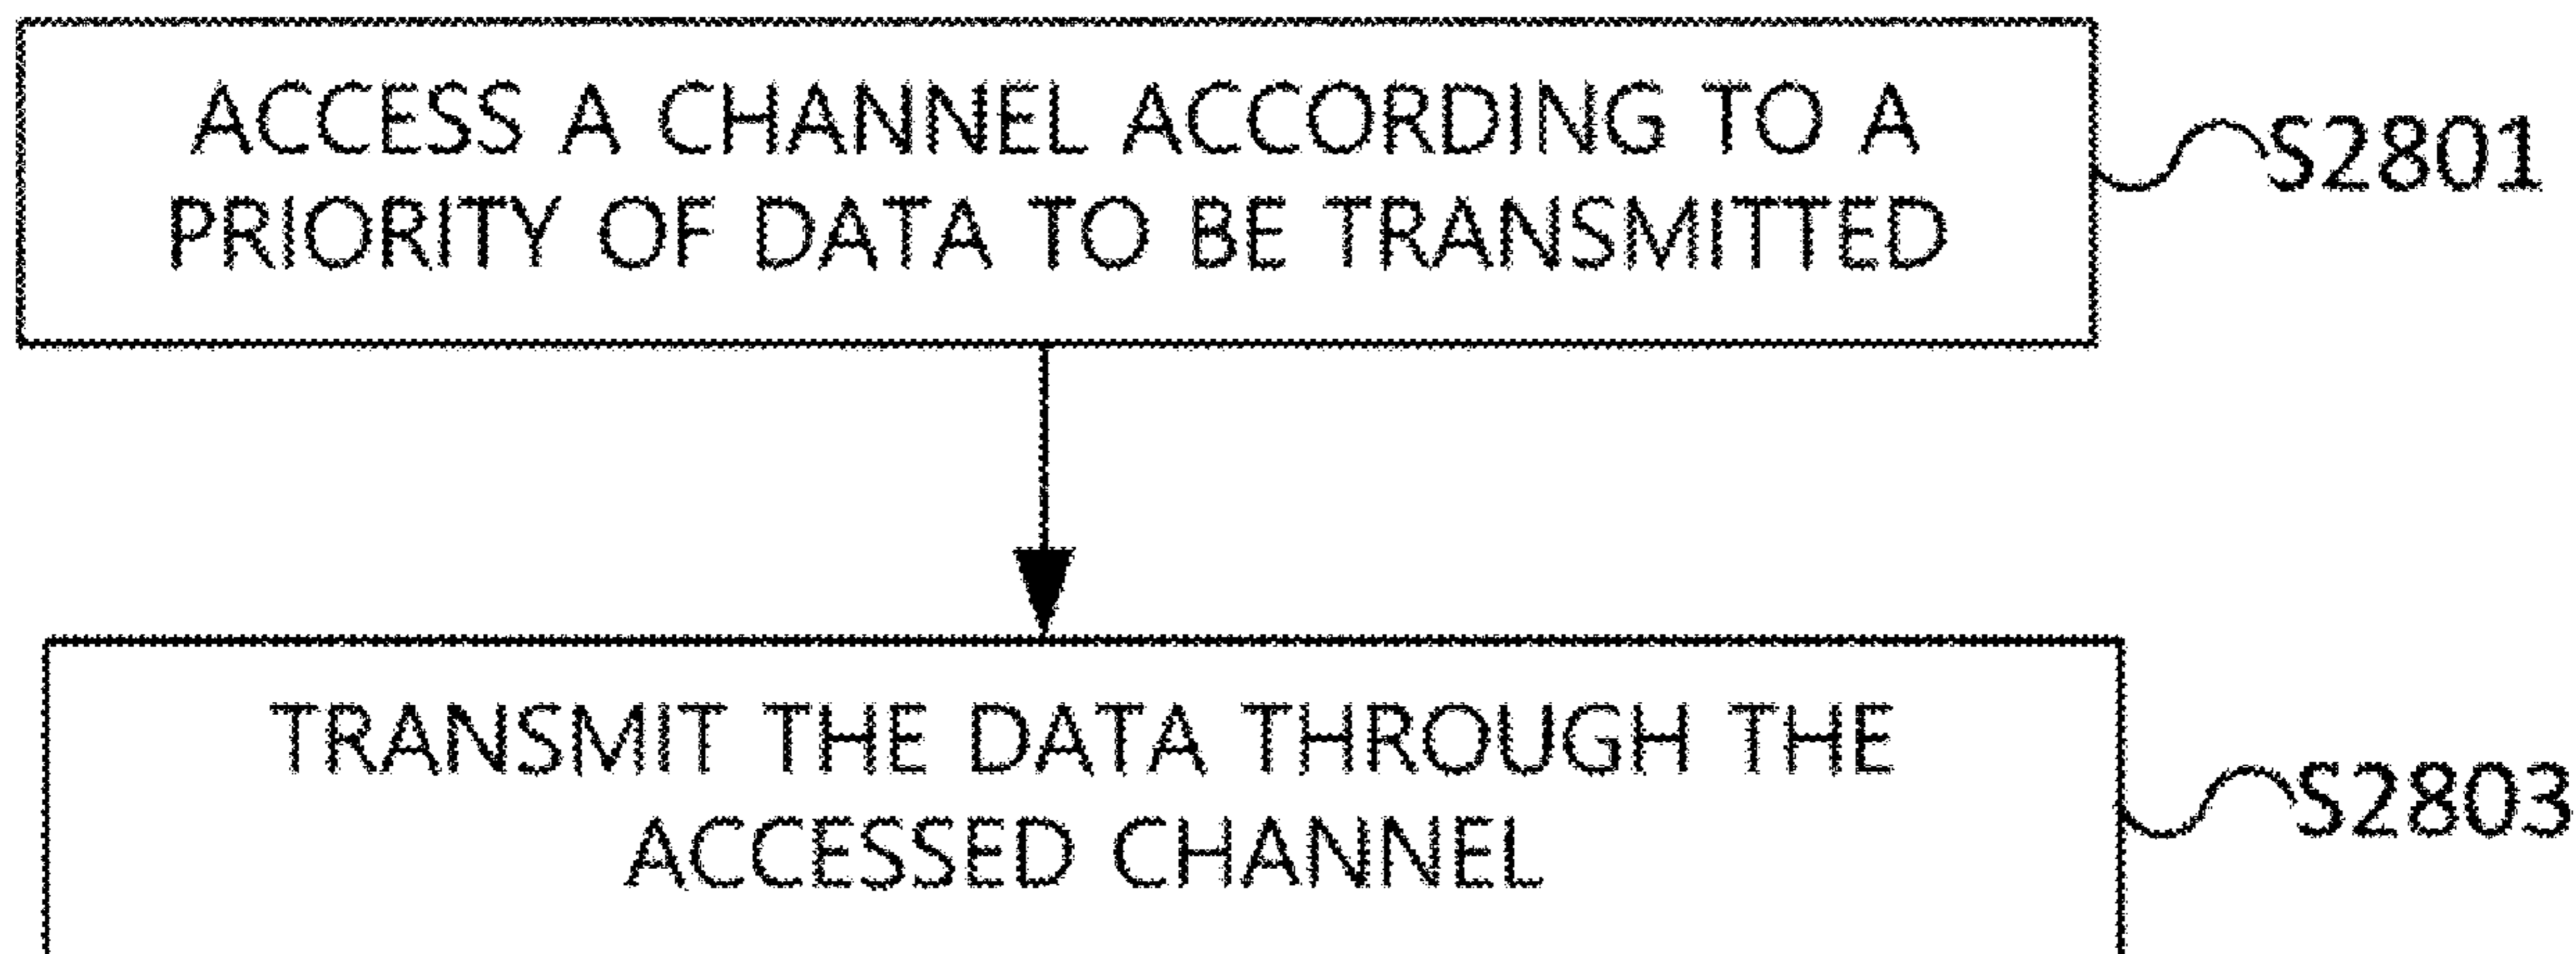 ACCESS A CHANNEL ACCORDING TO A
PRIORITY OF DATA TO BE TRANSMITTED
S2801
TRANSMIT THE DATA THROUGH THE
ACCESSED CHANNEL
S2803